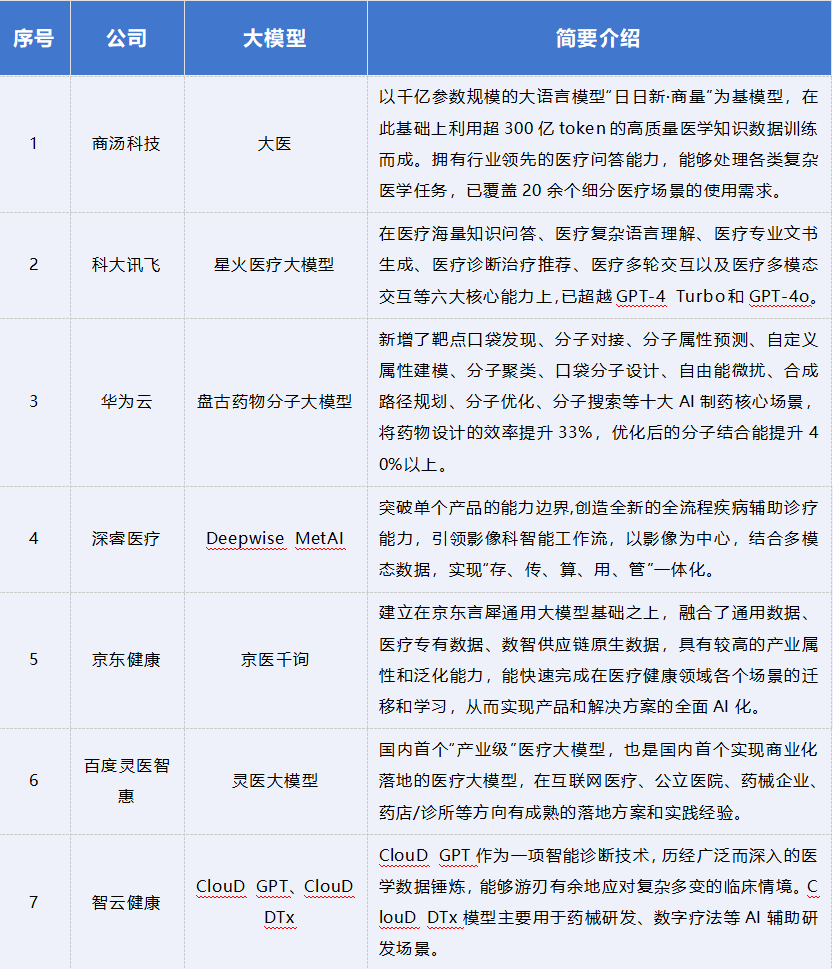 序号 公司 大模型 简要介绍
1 商汤科技 大医
以千亿参数规模的大语言模型“日日新·商量”为基模型，在
此基础上利用超 300 亿 token 的高质量医学知识数据训练
而成。拥有行业领先的医疗问答能力，能够处理各类复杂
医学任务，已覆盖 20 余个细分医疗场景的使用需求。
2 科大讯飞 星火医疗大模型
在医疗海量知识问答、医疗复杂语言理解、医疗专业文书
生成、医疗诊断治疗推荐、医疗多轮交互以及医疗多模态
交互等六大核心能力上,已超越 GPT-4 Turbo 和 GPT-4o。
3 华为云 盘古药物分子大模型
新增了靶点口袋发现、分子对接、分子属性预测、自定义
属性建模、分子聚类、口袋分子设计、自由能微扰、合成
路径规划、分子优化、分子搜索等十大 AI 制药核心场景，
将药物设计的效率提升 33%，优化后的分子结合能提升 4
0%以上。
4 深睿医疗 Deepwise MetAI
突破单个产品的能力边界,创造全新的全流程疾病辅助诊疗
能力，引领影像科智能工作流，以影像为中心，结合多模
态数据，实现“存、传、算、用、管”一体化。
5 京东健康 京医千询
建立在京东言犀通用大模型基础之上，融合了通用数据、
医疗专有数据、数智供应链原生数据，具有较高的产业属
性和泛化能力，能快速完成在医疗健康领域各个场景的迁
移和学习，从而实现产品和解决方案的全面 AI 化。
6
百度灵医智
惠
灵医大模型
国内首个“产业级”医疗大模型，也是国内首个实现商业化
落地的医疗大模型，在互联网医疗、公立医院、药械企业、
药店/诊所等方向有成熟的落地方案和实践经验。
7 智云健康
ClouD GPT、ClouD
DTx
ClouD GPT 作为一项智能诊断技术，历经广泛而深入的医
学数据锤炼，能够游刃有余地应对复杂多变的临床情境。C
louD DTx 模型主要用于药械研发、数字疗法等 AI 辅助研
发场景。